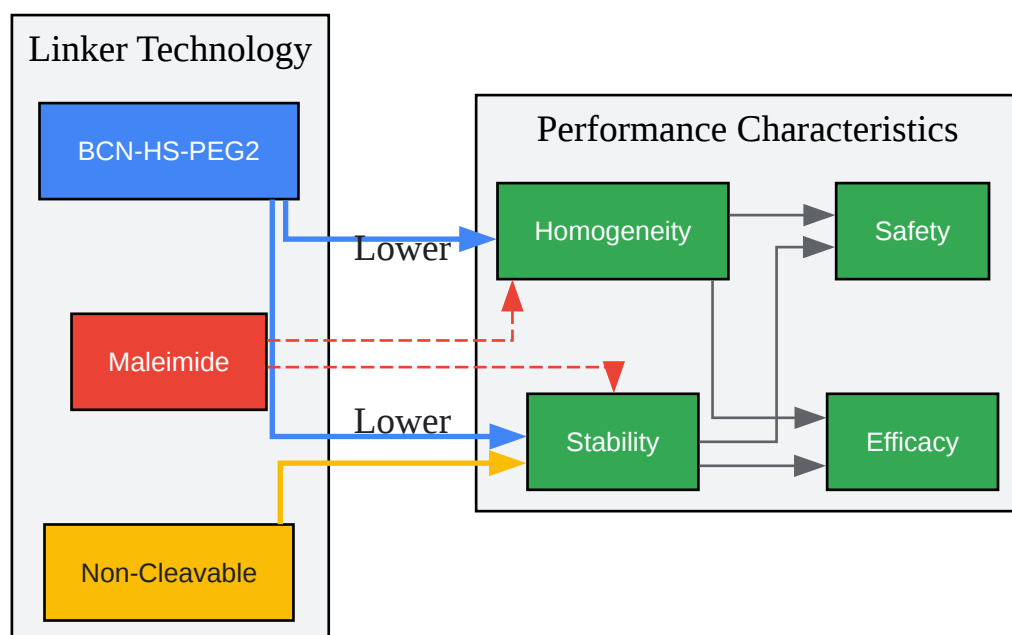 Linker Technology
BCN-HS-PEG2
Maleimide
Non-Cleavable
Lower
Lower
Performance Characteristics
Homogeneity
Safety
Stability
Efficacy